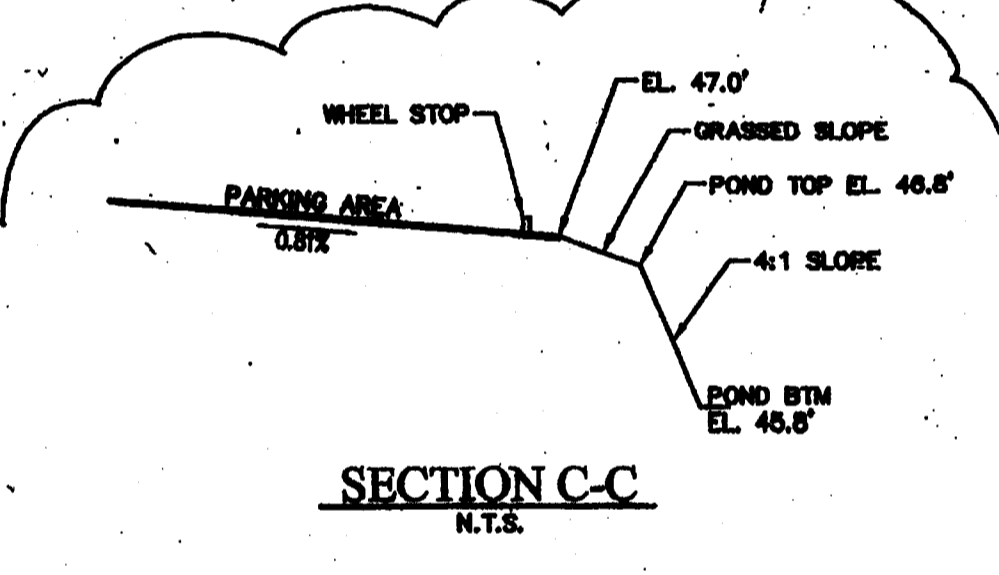 EL. 47.0'
WHEEL STOP
GRASSED SLOPE
POND TOP EL. 46.8'
PARKING AREA
0.81%
4:1 SLOPE
POND BTM
EL. 45.8'
SECTION C-C
N.T.S.